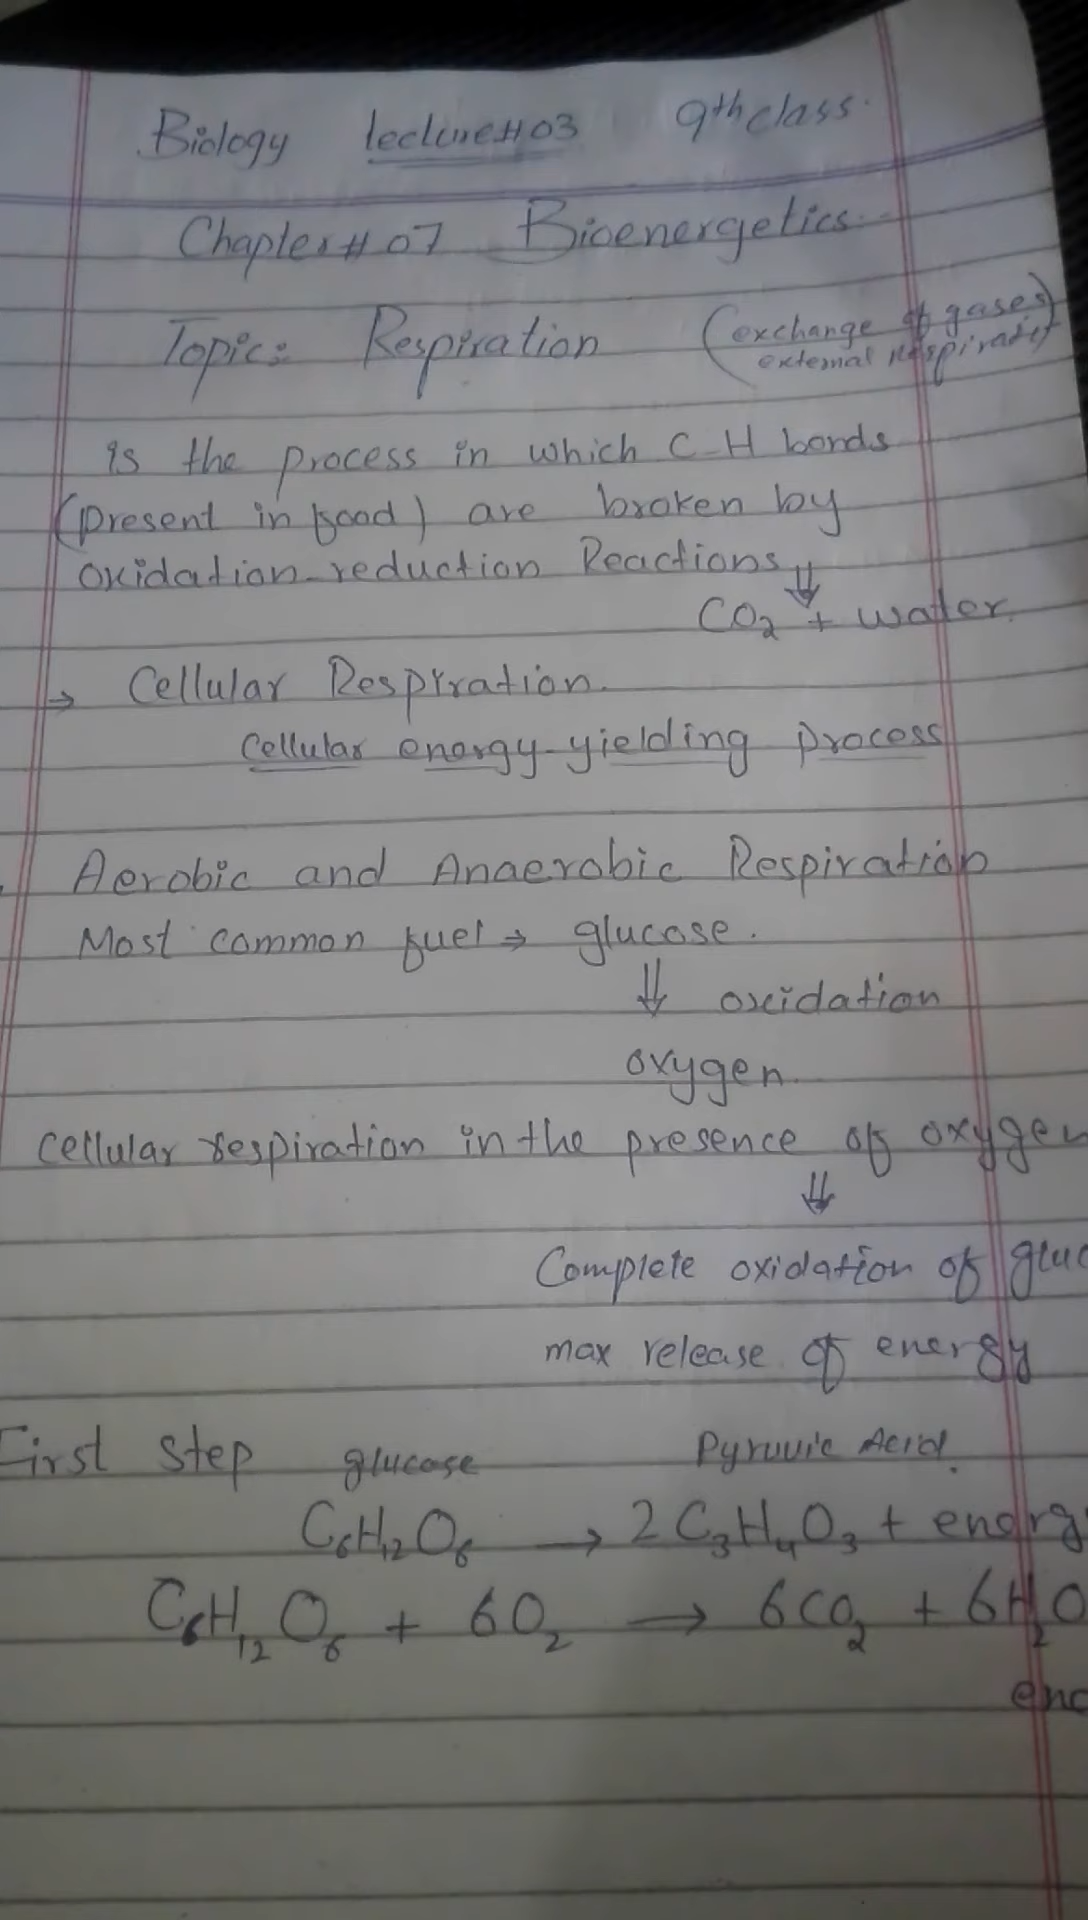 Biology lecture#03 9th class.
Chapter# 07 Bioenergetics
Topic: Respiration (exchange of gases)
external respiration
is the process in which C-H bonds
(present in food) are broken by
oxidation-reduction Reactions ⇓
CO₂ + water.
→ Cellular Respiration.
Cellular energy-yielding process
Aerobic and Anaerobic Respiration
Most common fuel → glucose.
⇓ oxidation
oxygen.
Cellular respiration in the presence of oxygen
⇓
Complete oxidation of gluc
max release of energy
First step glucose Pyruvic Acid.
C₆H₁₂O₆ → 2C₃H₄O₃ + energ
C₆H₁₂O₆ + 6O₂ → 6CO₂ + 6H₂O
ene